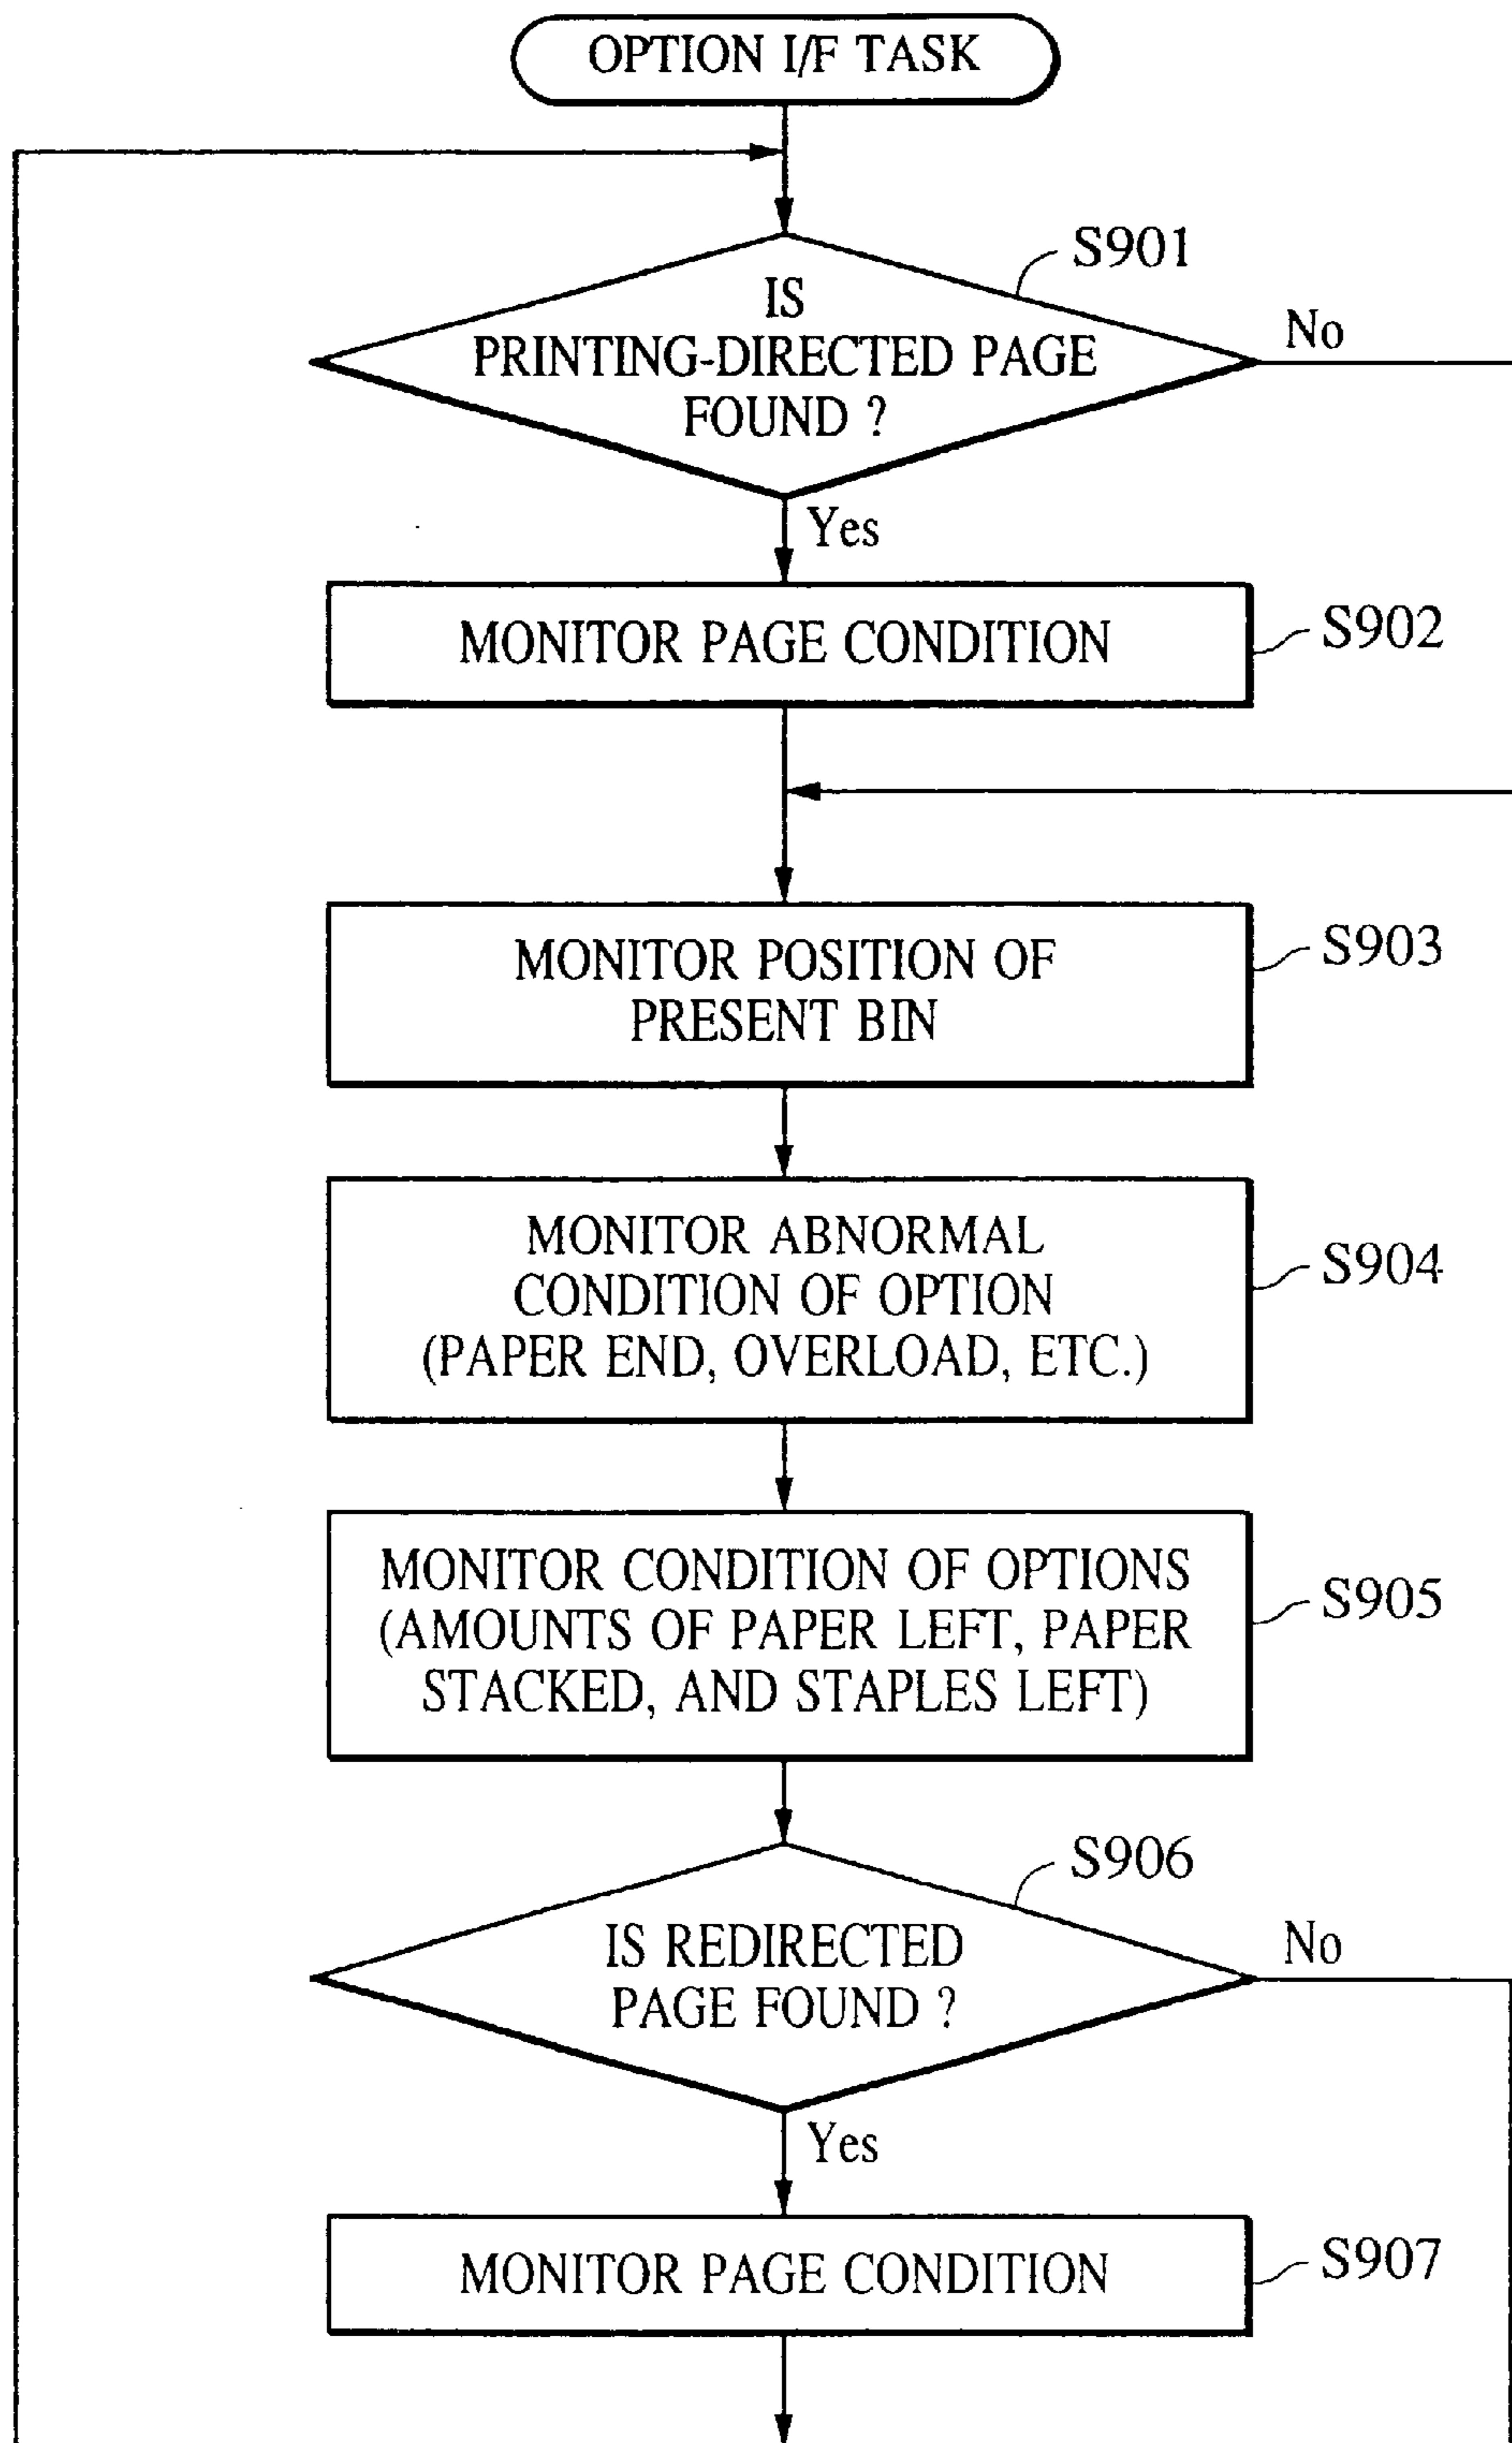 OPTION I/F TASK
S901
IS
PRINTING-DIRECTED PAGE
FOUND ?
No
Yes
MONITOR PAGE CONDITION
S902
MONITOR POSITION OF
PRESENT BIN
S903
MONITOR ABNORMAL
CONDITION OF OPTION
(PAPER END, OVERLOAD, ETC.)
S904
MONITOR CONDITION OF OPTIONS
(AMOUNTS OF PAPER LEFT, PAPER
STACKED, AND STAPLES LEFT)
S905
S906
IS REDIRECTED
PAGE FOUND ?
No
Yes
MONITOR PAGE CONDITION
S907